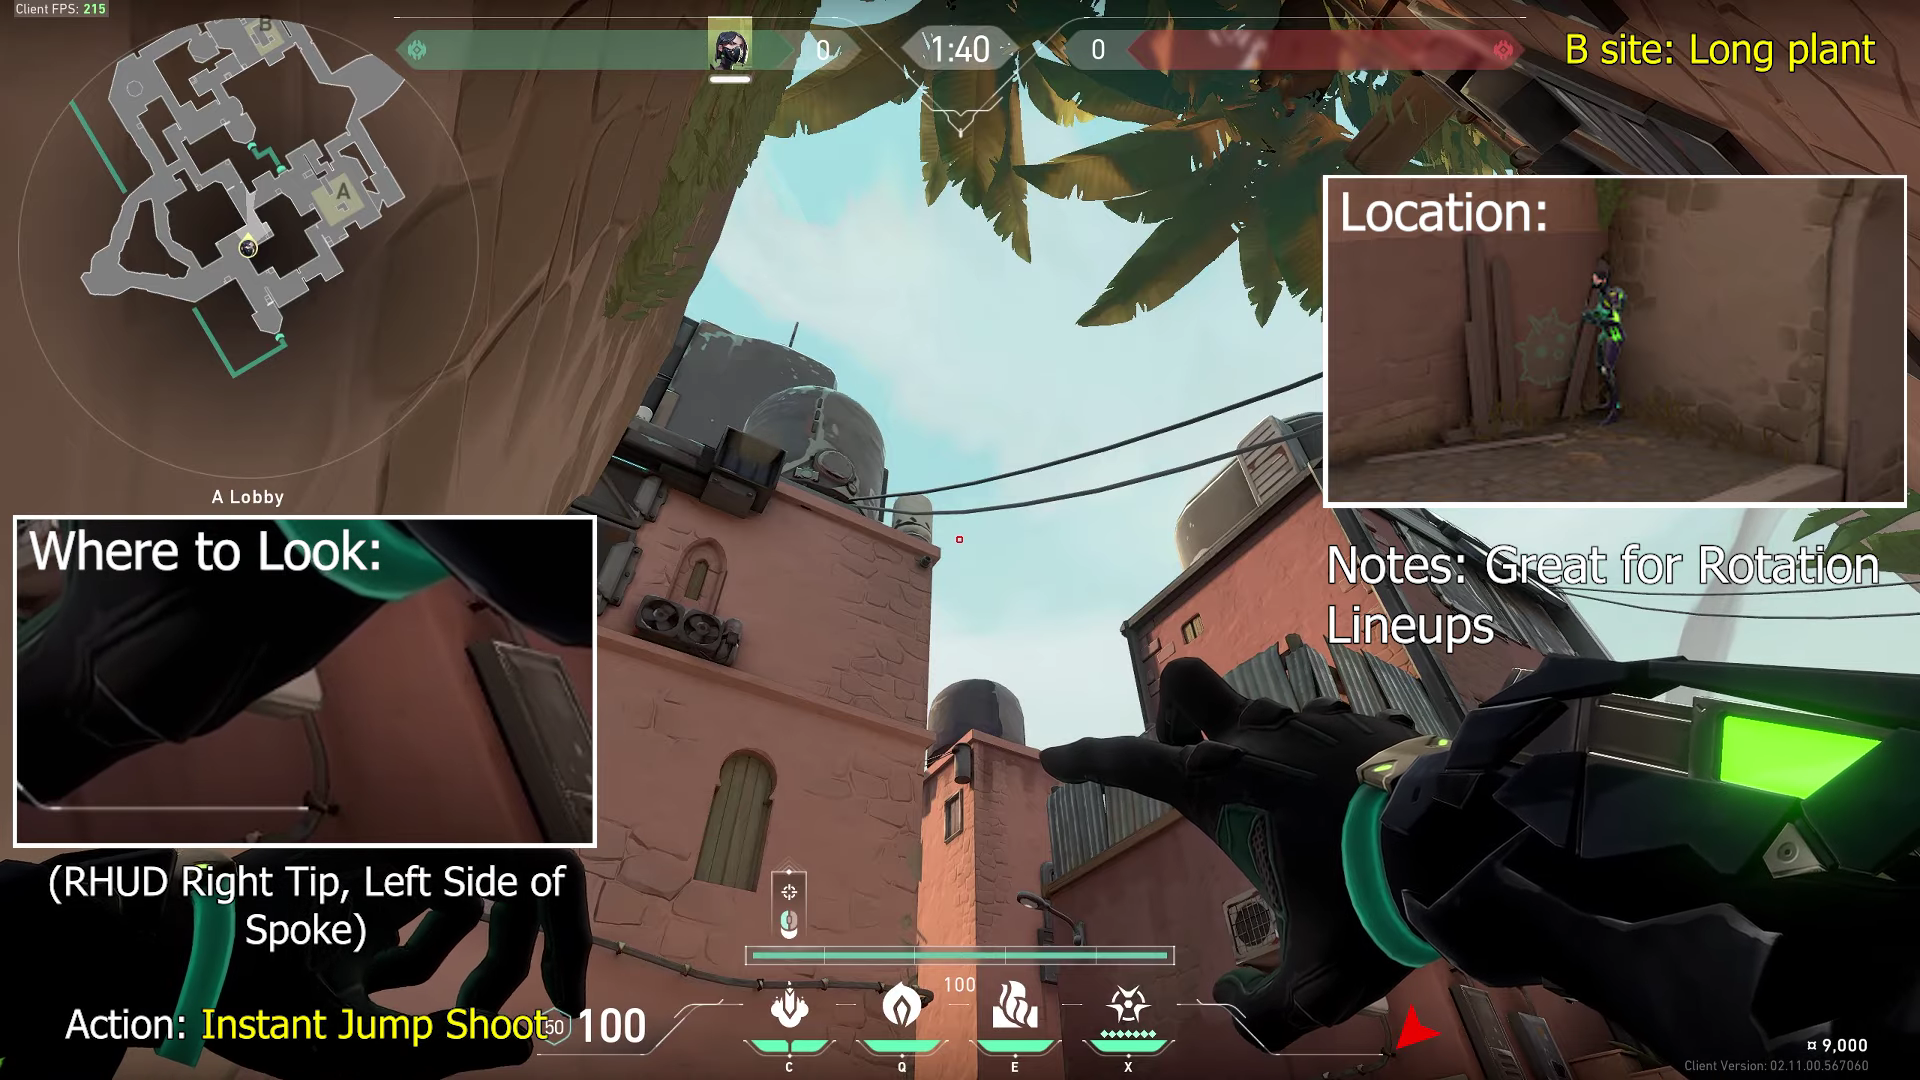 Client FPS: 215
B
A
A Lobby
0
1:40
0
B site: Long plant
Location:
Where to Look:
Notes: Great for Rotation
Lineups
(RHUD Right Tip, Left Side of
Spoke)
Action: Instant Jump Shoot
50
100
100
C
Q
E
X
¤ 9,000
Client Version: 02.11.00.567060